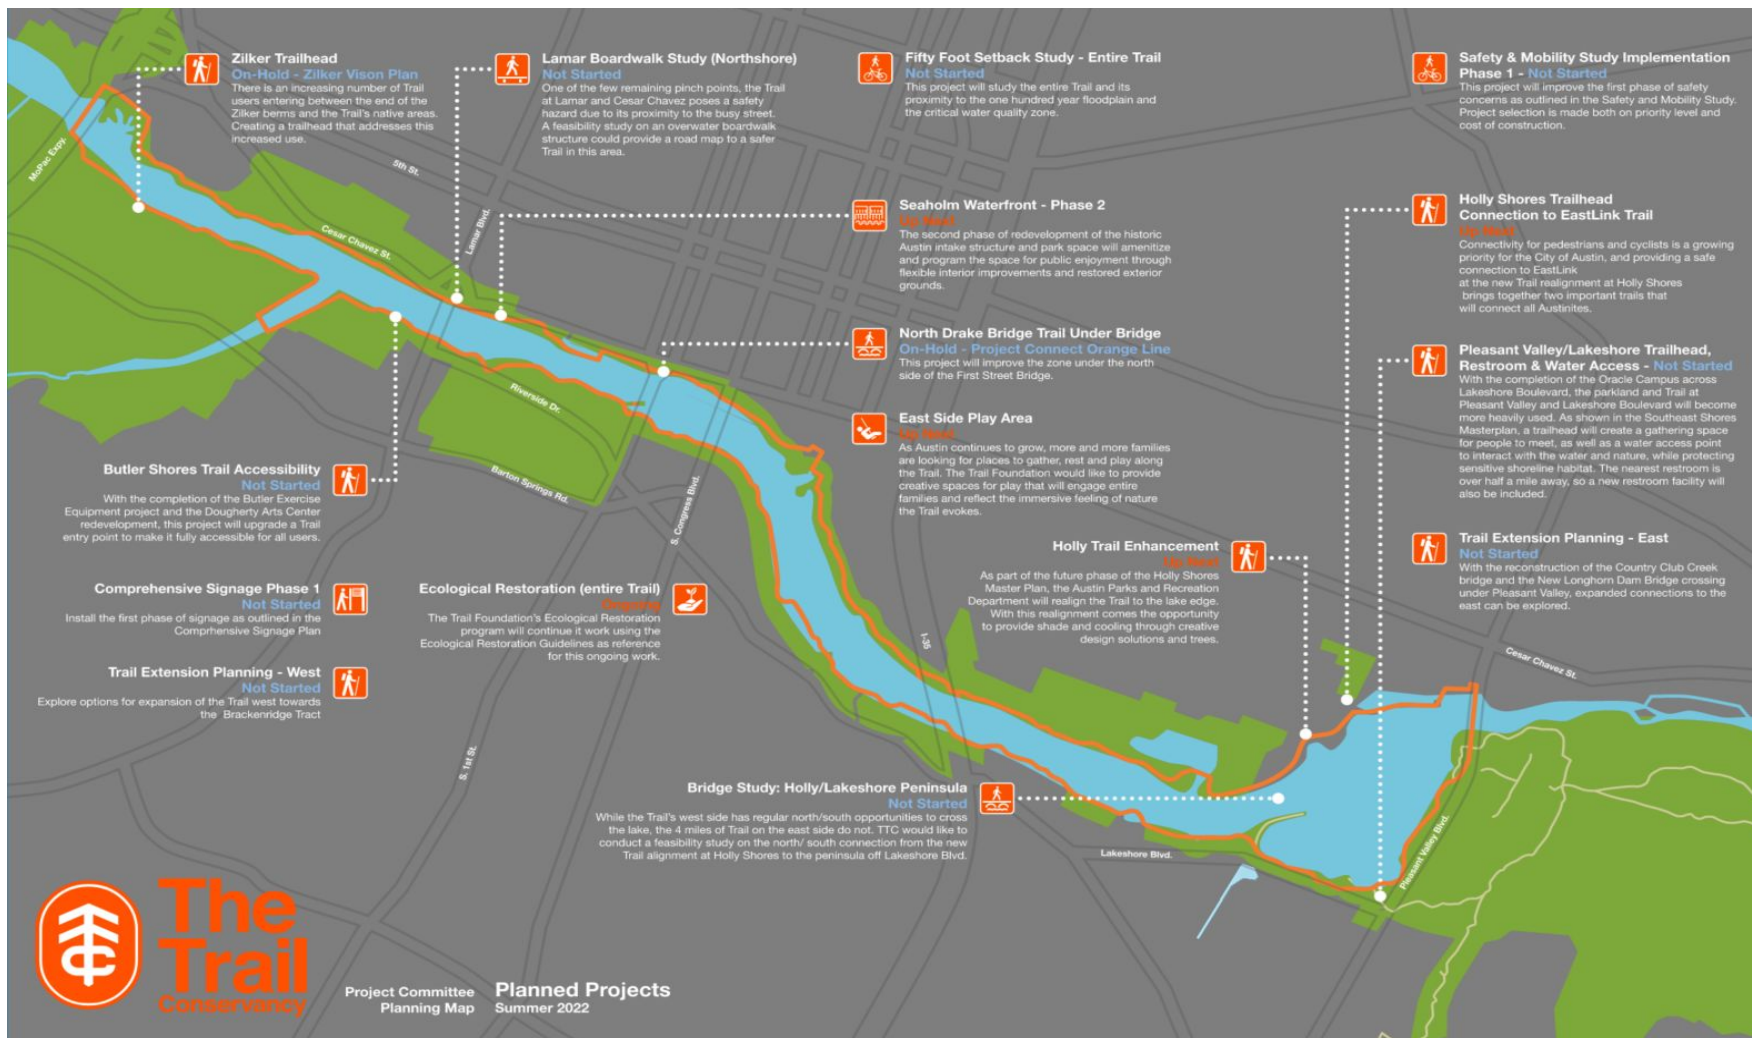 Zilker Trailhead
On-Hold - Zilker Vison Plan
There is an increasing number of Trail
users entering between the end of the
Zilker berms and the Trail's native areas.
Creating a trailhead that addresses this
increased use.
Lamar Boardwalk Study (Northshore)
Not Started
One of the few remaining pinch points, the Trail
at Lamar and Cesar Chavez poses a safety
hazard due to its proximity to the busy street.
A feasibility study on an overwater boardwalk
structure could provide a road map to a safer
Trail in this area.
Fifty Foot Setback Study - Entire Trail
Not Started
This project will study the entire Trail and its
proximity to the one hundred year floodplain and
the critical water quality zone.
Safety & Mobility Study Implementation
Phase 1 - Not Started
This project will improve the first phase of safety
concerns as outlined in the Safety and Mobility Study.
Project selection is made both on priority level and
cost of construction.
MoPac Expy.
5th St.
Cesar Chavez St.
Lamar Blvd.
Seaholm Waterfront - Phase 2
Up Next
The second phase of redevelopment of the historic
Austin intake structure and park space will amenitize
and program the space for public enjoyment through
flexible interior improvements and restored exterior
grounds.
Holly Shores Trailhead
Connection to EastLink Trail
Up Next
Connectivity for pedestrians and cyclists is a growing
priority for the City of Austin, and providing a safe
connection to EastLink
at the new Trail realignment at Holly Shores
brings together two important trails that
will connect all Austinites.
North Drake Bridge Trail Under Bridge
On-Hold - Project Connect Orange Line
This project will improve the zone under the north
side of the First Street Bridge.
Pleasant Valley/Lakeshore Trailhead,
Restroom & Water Access - Not Started
With the completion of the Oracle Campus across
Lakeshore Boulevard, the parkland and Trail at
Pleasant Valley and Lakeshore Boulevard will become
more heavily used. As shown in the Southeast Shores
Masterplan, a trailhead will create a gathering space
for people to meet, as well as a water access point
to interact with the water and nature, while protecting
sensitive shoreline habitat. The nearest restroom is
over half a mile away, so a new restroom facility will
also be included.
Riverside Dr.
Barton Springs Rd.
S. Congress Blvd.
East Side Play Area
Up Next
As Austin continues to grow, more and more families
are looking for places to gather, rest and play along
the Trail. The Trail Foundation would like to provide
creative spaces for play that will engage entire
families and reflect the immersive feeling of nature
the Trail evokes.
Butler Shores Trail Accessibility
Not Started
With the completion of the Butler Exercise
Equipment project and the Dougherty Arts Center
redevelopment, this project will upgrade a Trail
entry point to make it fully accessible for all users.
Holly Trail Enhancement
Up Next
As part of the future phase of the Holly Shores
Master Plan, the Austin Parks and Recreation
Department will realign the Trail to the lake edge.
With this realignment comes the opportunity
to provide shade and cooling through creative
design solutions and trees.
Trail Extension Planning - East
Not Started
With the reconstruction of the Country Club Creek
bridge and the New Longhorn Dam Bridge crossing
under Pleasant Valley, expanded connections to the
east can be explored.
Comprehensive Signage Phase 1
Not Started
Install the first phase of signage as outlined in the
Comprhensive Signage Plan
Ecological Restoration (entire Trail)
Ongoing
The Trail Foundation's Ecological Restoration
program will continue it work using the
Ecological Restoration Guidelines as reference
for this ongoing work.
I-35
Cesar Chavez St.
Trail Extension Planning - West
Not Started
Explore options for expansion of the Trail west towards
the Brackenridge Tract
S. 1st St.
Bridge Study: Holly/Lakeshore Peninsula
Not Started
While the Trail's west side has regular north/south opportunities to cross
the lake, the 4 miles of Trail on the east side do not. TTC would like to
conduct a feasibility study on the north/ south connection from the new
Trail alignment at Holly Shores to the peninsula off Lakeshore Blvd.
Lakeshore Blvd.
Pleasant Valley Blvd.
The
Trail
Conservancy
Project Committee
Planning Map
Planned Projects
Summer 2022